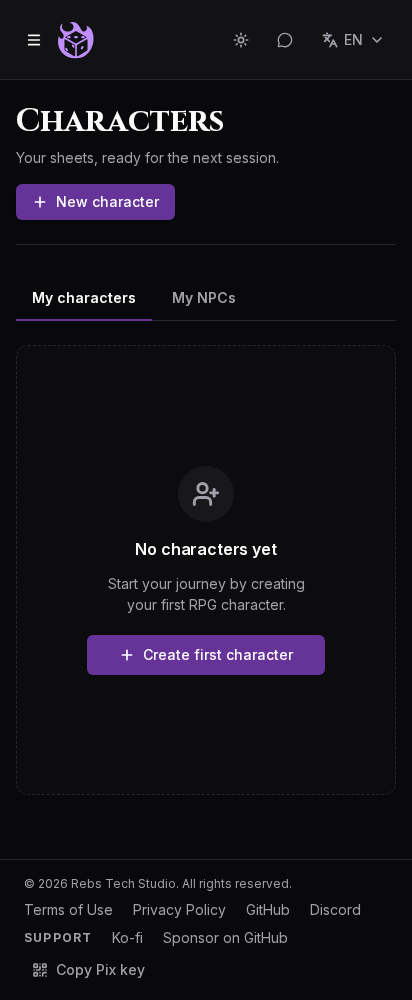 EN
Characters
Your sheets, ready for the next session.
New character
My characters
My NPCs
No characters yet
Start your journey by creating
your first RPG character.
Create first character
© 2026 Rebs Tech Studio. All rights reserved.
Terms of Use Privacy Policy GitHub Discord
SUPPORT Ko-fi Sponsor on GitHub
Copy Pix key